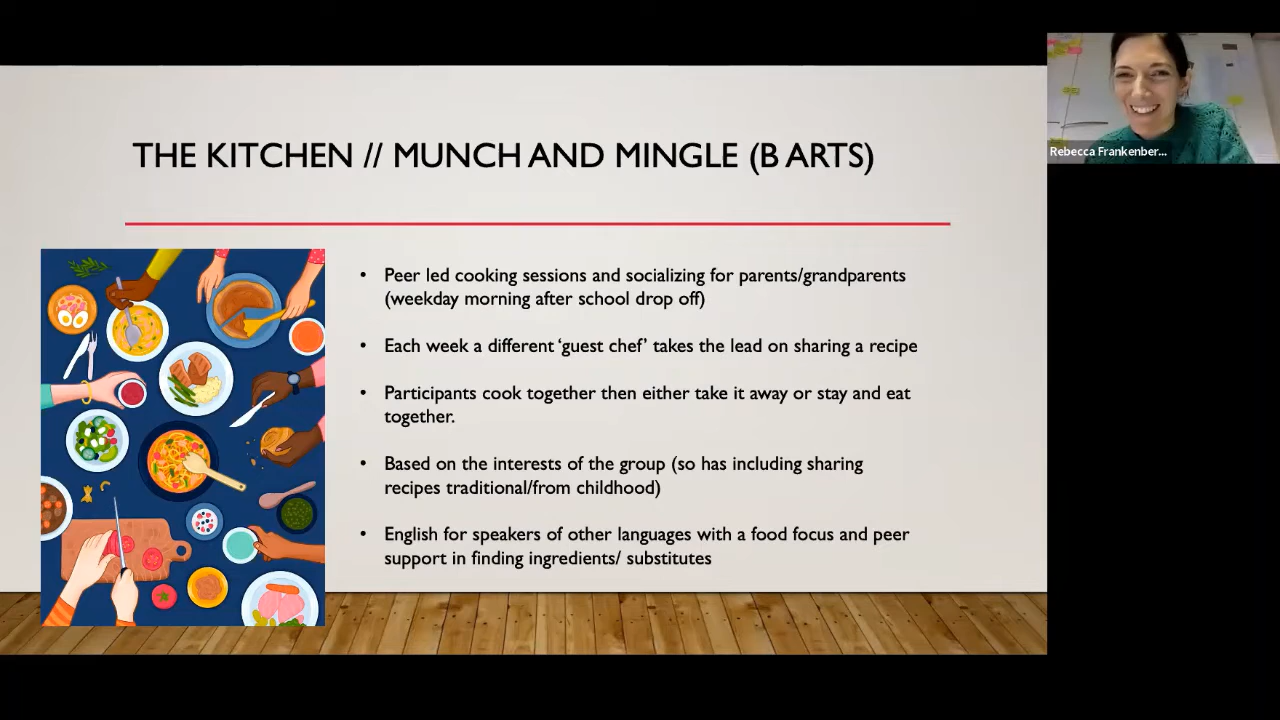 THE KITCHEN // MUNCH AND MINGLE (B ARTS)
Rebecca Frankenber...
• Peer led cooking sessions and socializing for parents/grandparents
(weekday morning after school drop off)
• Each week a different ‘guest chef’ takes the lead on sharing a recipe
• Participants cook together then either take it away or stay and eat
together.
• Based on the interests of the group (so has including sharing
recipes traditional/from childhood)
• English for speakers of other languages with a food focus and peer
support in finding ingredients/ substitutes